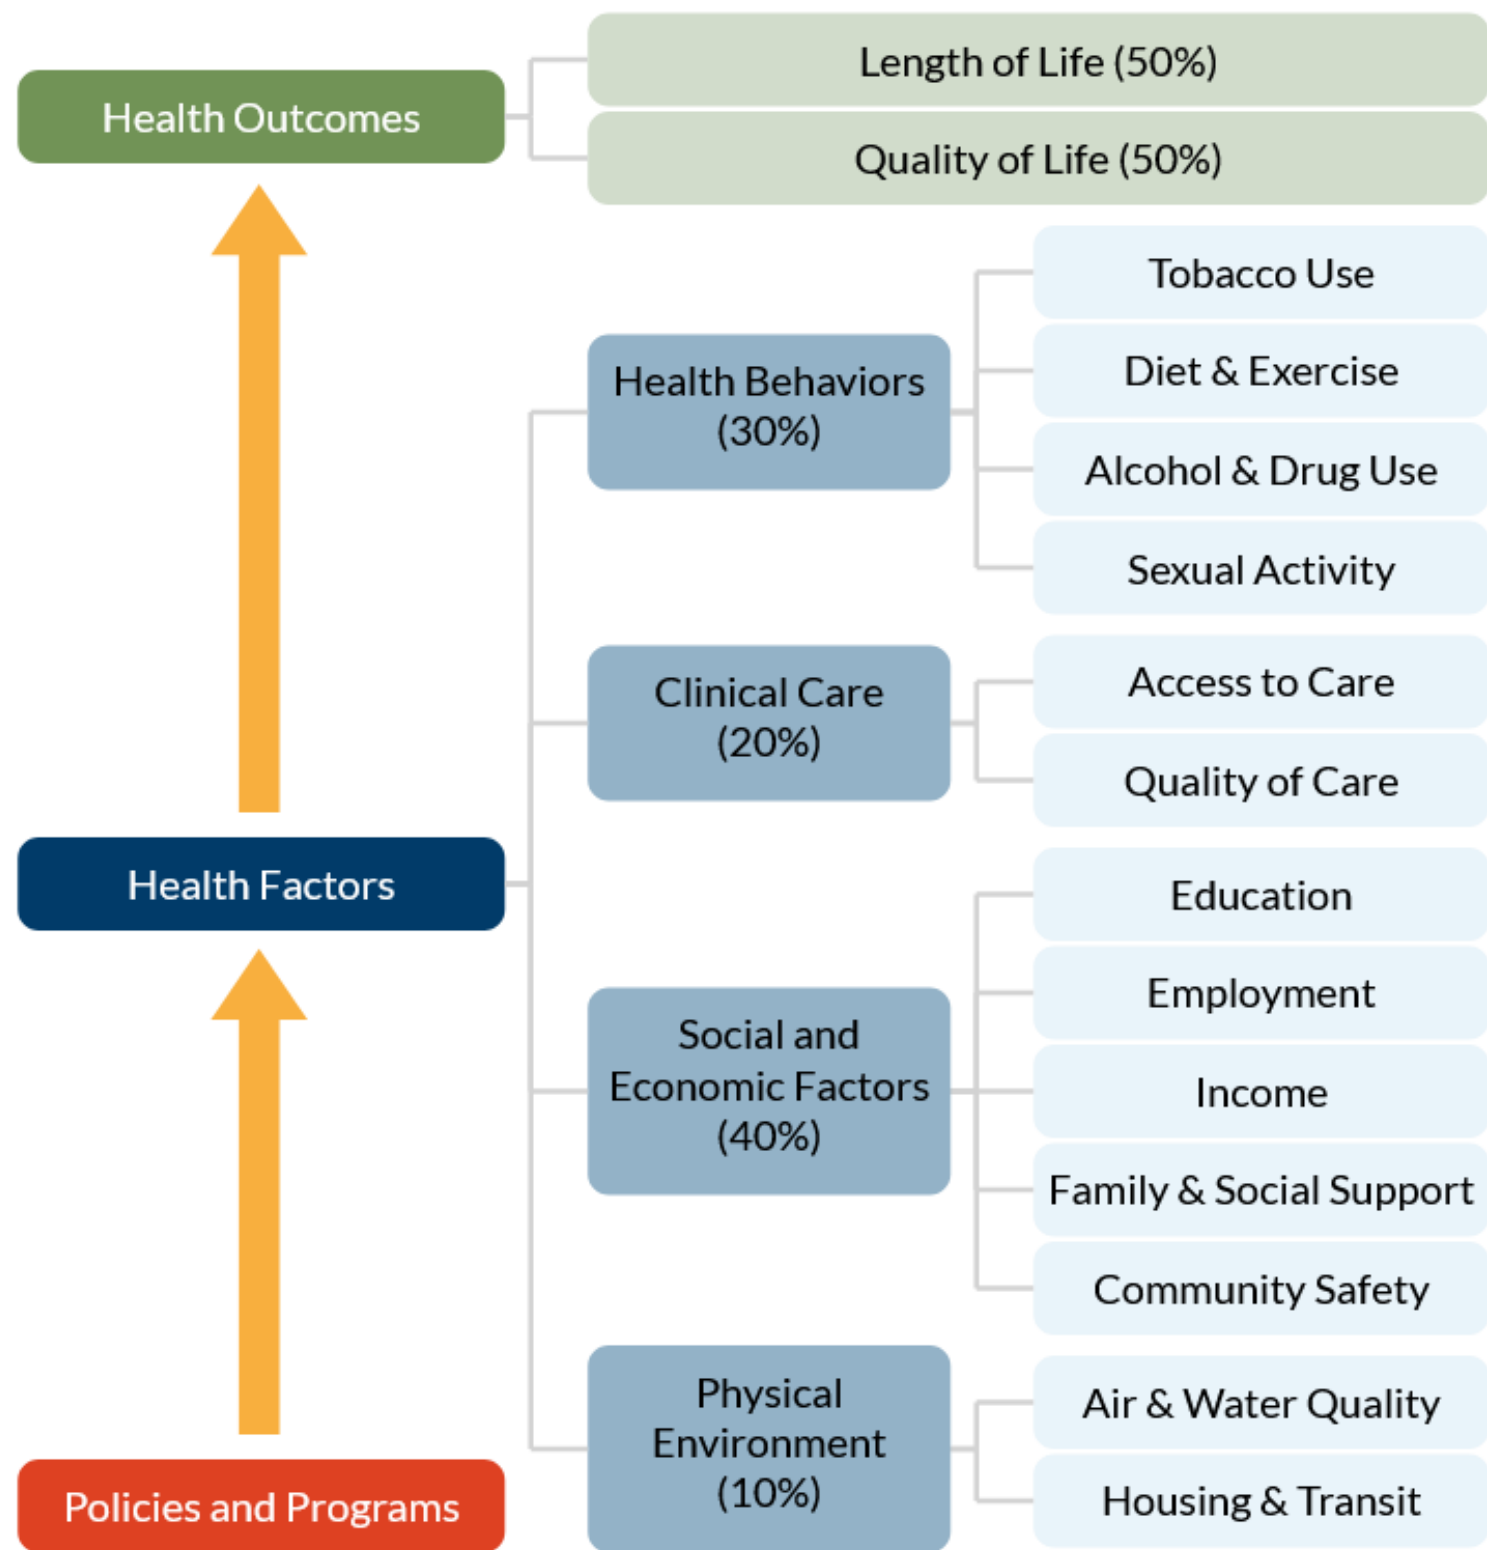 Health Outcomes
Length of Life (50%)
Quality of Life (50%)
Health Factors
Health Behaviors
(30%)
Tobacco Use
Diet & Exercise
Alcohol & Drug Use
Sexual Activity
Clinical Care
(20%)
Access to Care
Quality of Care
Social and
Economic Factors
(40%)
Education
Employment
Income
Family & Social Support
Community Safety
Physical
Environment
(10%)
Air & Water Quality
Housing & Transit
Policies and Programs